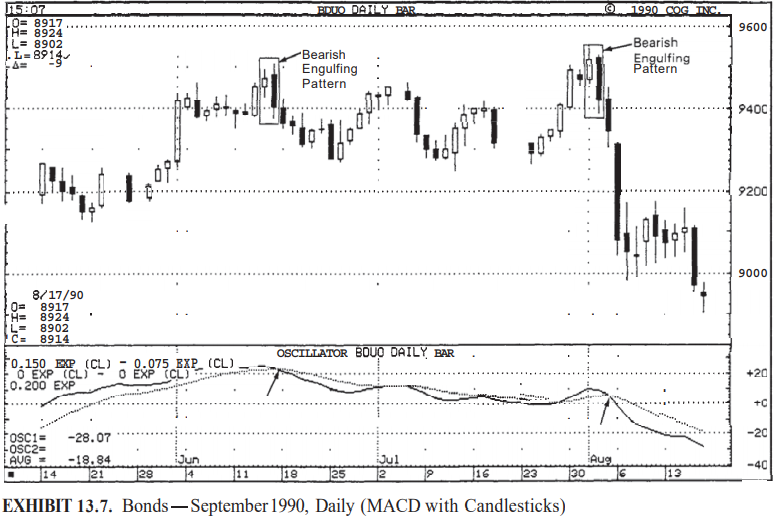 15:07 BDUO DAILY BAR © 1990 COG INC.
O= 8917
H= 8924
L= 8902
L= 8914
Δ= -9
Bearish
Engulfing
Pattern
Bearish
Engulfing
Pattern
9600
9400
9200
9000
8/17/90
O= 8917
H= 8924
L= 8902
C= 8914
OSCILLATOR BDUO DAILY BAR
0.150 EXP (CL) - 0.075 EXP (CL)
0 EXP (CL) - 0 EXP (CL)
0.200 EXP
+20
+0
-20
-40
OSC1= -28.07
OSC2=
AVG = -18.84
Jun Jul Aug
14 21 28 4 11 18 25 2 9 16 23 30 6 13
EXHIBIT 13.7. Bonds—September 1990, Daily (MACD with Candlesticks)